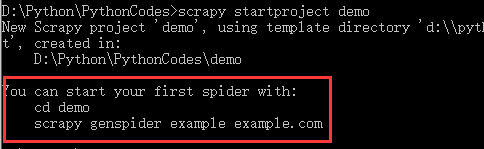 D:\Python\PythonCodes>scrapy startproject demo
New Scrapy project 'demo', using template directory 'd:\\pyt
t', created in:
    D:\Python\PythonCodes\demo
You can start your first spider with:
    cd demo
    scrapy genspider example example.com